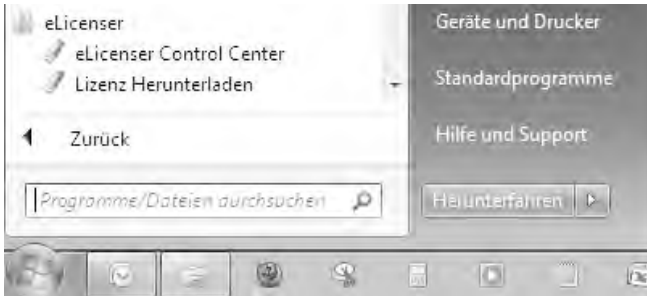 eLicenser
eLicenser Control Center
Lizenz Herunterladen
Zurück
Programme/Dateien durchsuchen
Geräte und Drucker
Standardprogramme
Hilfe und Support
Herunterfahren